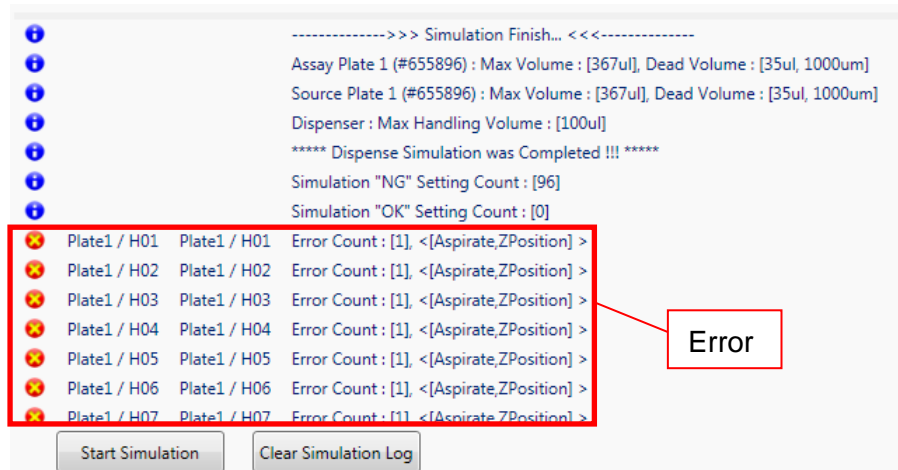 -------------->>> Simulation Finish... <<<--------------
Assay Plate 1 (#655896) : Max Volume : [367ul], Dead Volume : [35ul, 1000um]
Source Plate 1 (#655896) : Max Volume : [367ul], Dead Volume : [35ul, 1000um]
Dispenser : Max Handling Volume : [100ul]
***** Dispense Simulation was Completed !!! *****
Simulation "NG" Setting Count : [96]
Simulation "OK" Setting Count : [0]
Plate1 / H01 Plate1 / H01 Error Count : [1], <[Aspirate,ZPosition] >
Plate1 / H02 Plate1 / H02 Error Count : [1], <[Aspirate,ZPosition] >
Plate1 / H03 Plate1 / H03 Error Count : [1], <[Aspirate,ZPosition] >
Plate1 / H04 Plate1 / H04 Error Count : [1], <[Aspirate,ZPosition] >
Error
Plate1 / H05 Plate1 / H05 Error Count : [1], <[Aspirate,ZPosition] >
Plate1 / H06 Plate1 / H06 Error Count : [1], <[Aspirate,ZPosition] >
Plate1 / H07 Plate1 / H07 Error Count : [1], <[Aspirate,ZPosition] >
Start Simulation Clear Simulation Log